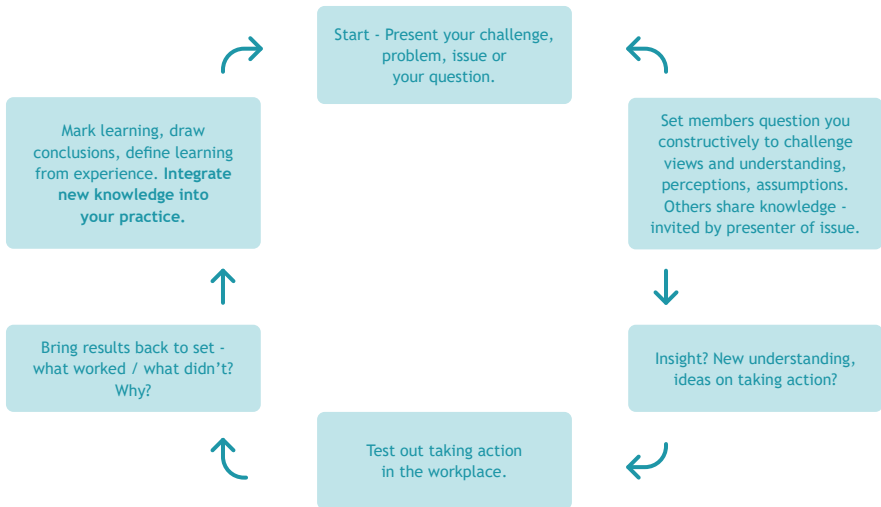 Start - Present your challenge,
problem, issue or
your question.
Set members question you
constructively to challenge
views and understanding,
perceptions, assumptions.
Others share knowledge -
invited by presenter of issue.
Insight? New understanding,
ideas on taking action?
Test out taking action
in the workplace.
Bring results back to set -
what worked / what didn’t?
Why?
Mark learning, draw
conclusions, define learning
from experience. Integrate
new knowledge into
your practice.